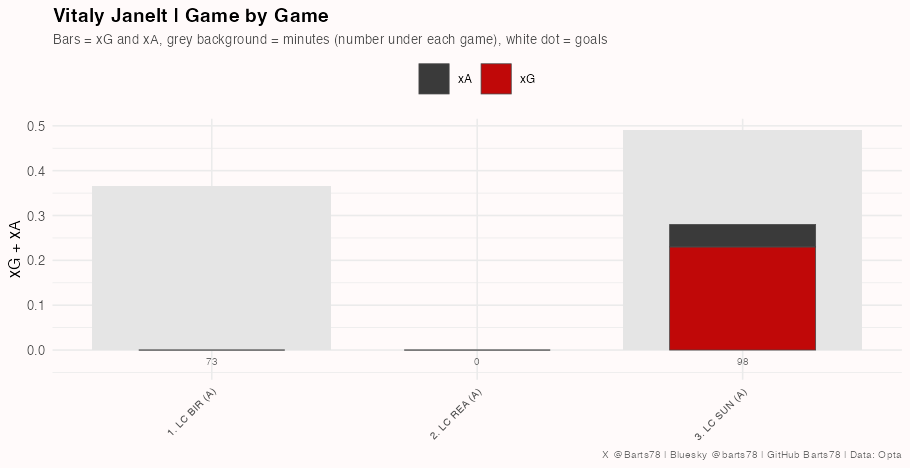 Vitaly Janelt | Game by Game
Bars = xG and xA, grey background = minutes (number under each game), white dot = goals
xA xG
xG + xA
0.5
0.4
0.3
0.2
0.1
0.0
73 0 98
1. LC BIR (A) 2. LC REA (A) 3. LC SUN (A)
X @Barts78 | Bluesky @barts78 | GitHub Barts78 | Data: Opta